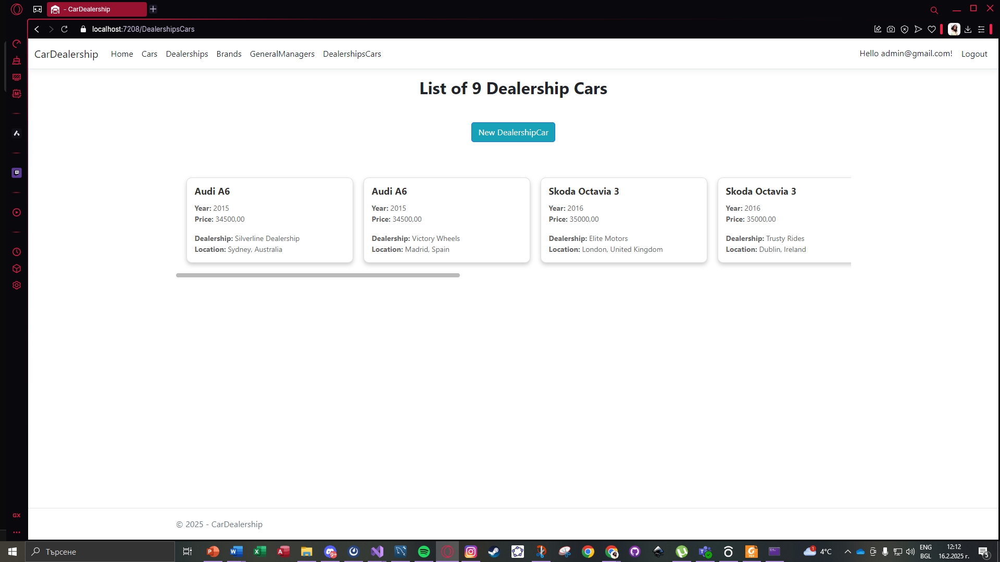 - CarDealership
localhost:7208/DealershipsCars
CarDealership Home Cars Dealerships Brands GeneralManagers DealershipsCars Hello admin@gmail.com! Logout
List of 9 Dealership Cars
New DealershipCar
Audi A6
Year: 2015
Price: 34500,00
Dealership: Silverline Dealership
Location: Sydney, Australia
Audi A6
Year: 2015
Price: 34500,00
Dealership: Victory Wheels
Location: Madrid, Spain
Skoda Octavia 3
Year: 2016
Price: 35000,00
Dealership: Elite Motors
Location: London, United Kingdom
Skoda Octavia 3
Year: 2016
Price: 35000,00
Dealership: Trusty Rides
Location: Dublin, Ireland
GX
© 2025 - CarDealership
Търсене
9+
1
4°C
ENG
BGL
12:12
16.2.2025 г.
5